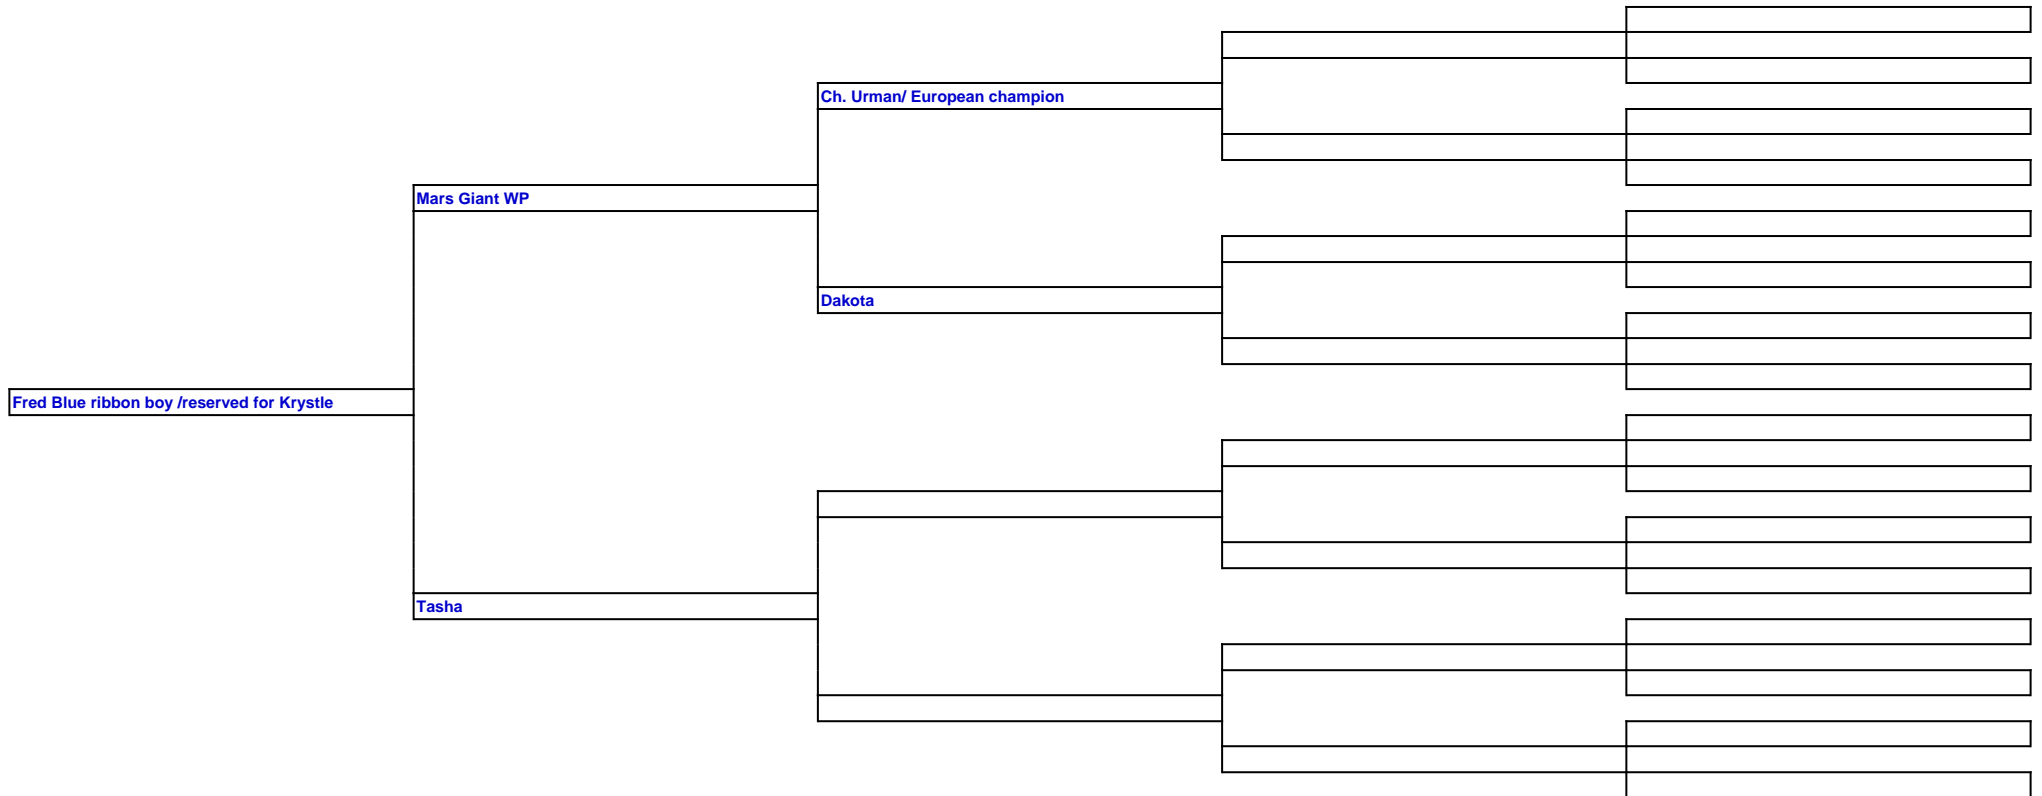 Ch. Urman/ European champion
Mars Giant WP
Dakota
Fred Blue ribbon boy /reserved for Krystle
Tasha